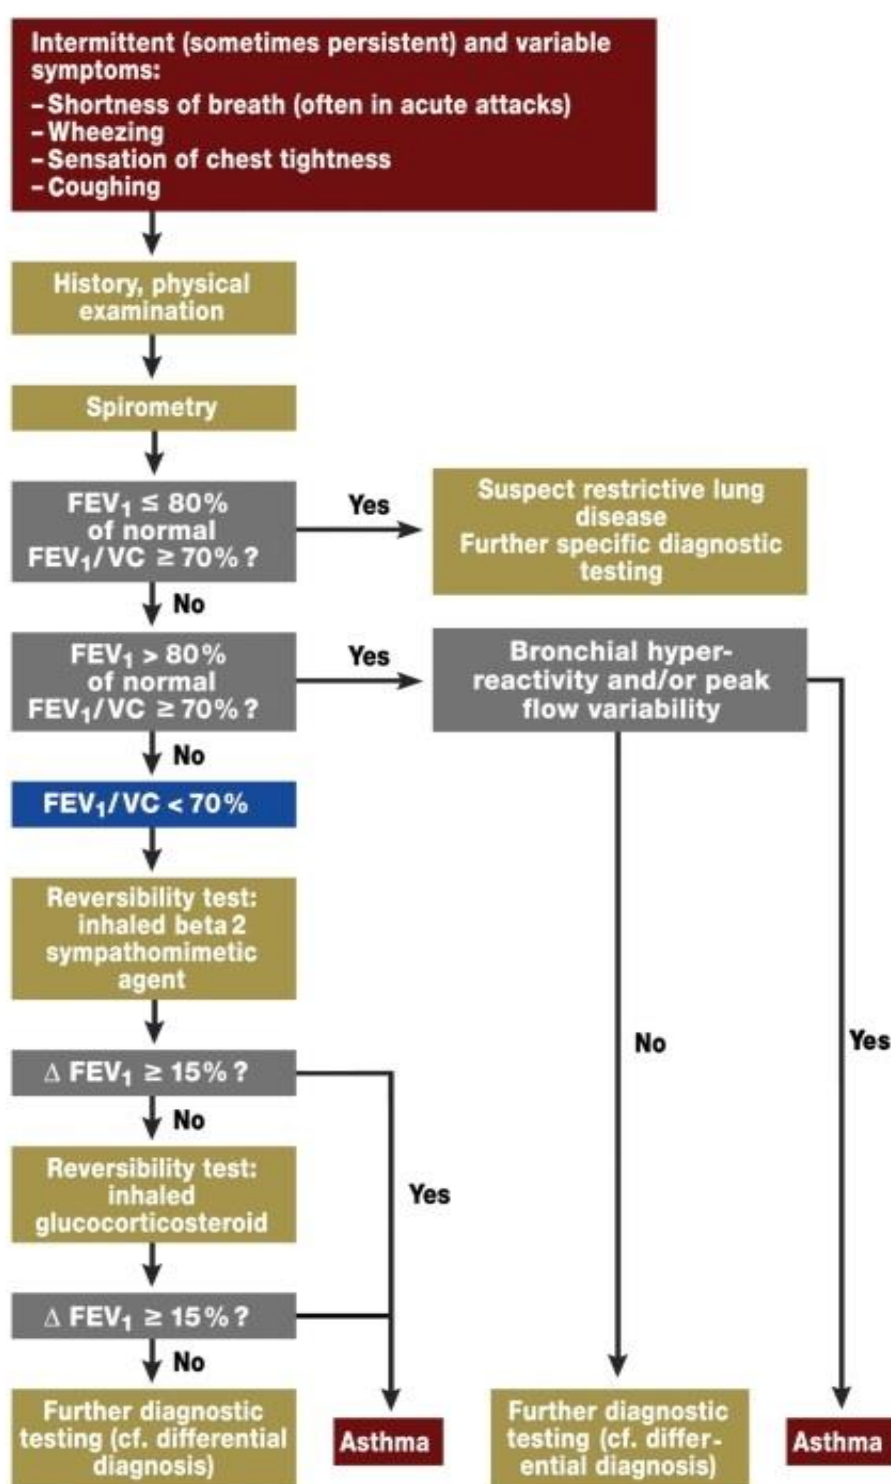 Intermittent (sometimes persistent) and variable
symptoms:
– Shortness of breath (often in acute attacks)
– Wheezing
– Sensation of chest tightness
– Coughing
History, physical
examination
Spirometry
FEV₁ ≤ 80%
of normal
FEV₁/VC ≥ 70%?
Yes
Suspect restrictive lung
disease
Further specific diagnostic
testing
No
FEV₁ > 80%
of normal
FEV₁/VC ≥ 70%?
Yes
Bronchial hyper-
reactivity and/or peak
flow variability
No
FEV₁/VC < 70%
Reversibility test:
inhaled beta 2
sympathomimetic
agent
No
Yes
Δ FEV₁ ≥ 15%?
No
Reversibility test:
inhaled
glucocorticosteroid
Yes
Δ FEV₁ ≥ 15%?
No
Further diagnostic
testing (cf. differential
diagnosis)
Asthma
Further diagnostic
testing (cf. differ-
ential diagnosis)
Asthma